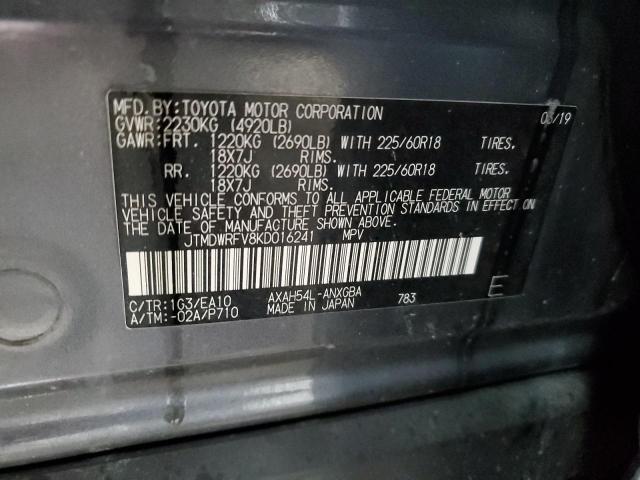 MFD.BY:TOYOTA MOTOR CORPORATION 03/19
GVWR:2230KG (4920LB)
GAWR:FRT. 1220KG (2690LB) WITH 225/60R18 TIRES.
18X7J RIMS.
RR. 1220KG (2690LB) WITH 225/60R18 TIRES.
18X7J RIMS.
THIS VEHICLE CONFORMS TO ALL APPLICABLE FEDERAL MOTOR
VEHICLE SAFETY AND THEFT PREVENTION STANDARDS IN EFFECT ON
THE DATE OF MANUFACTURE SHOWN ABOVE.
JTMDWRFV8KD016241 MPV
C/TR:1G3/EA10 AXAH54L-ANXGBA 783 E
A/TM:-02A/P710 MADE IN JAPAN